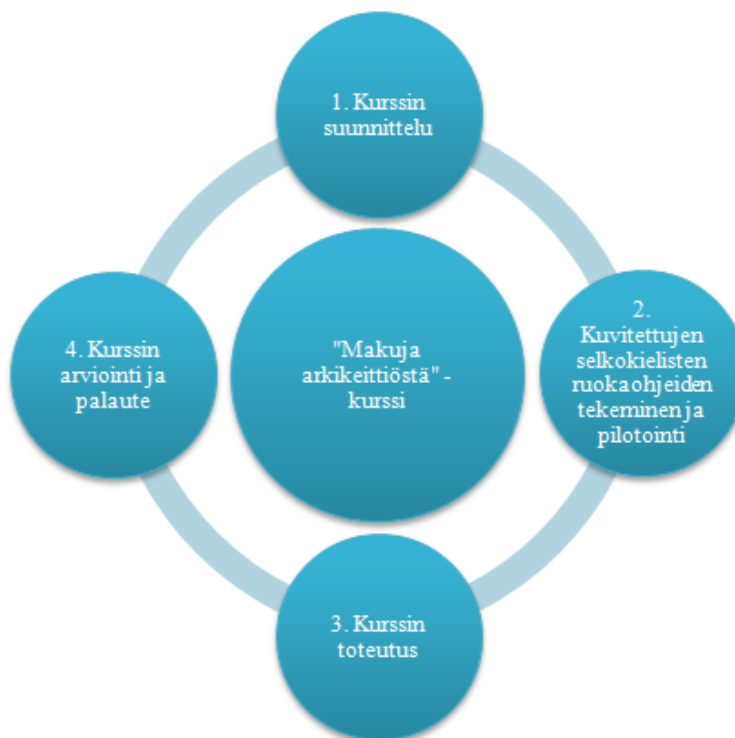 1. Kurssin
suunnittelu
2.
Kuvitettujen
selkokielisten
ruokaohjeiden
tekeminen ja
pilotointi
3. Kurssin
toteutus
4. Kurssin
arviointi ja
palaute
"Makuja
arkikeittiöstä" -
kurssi